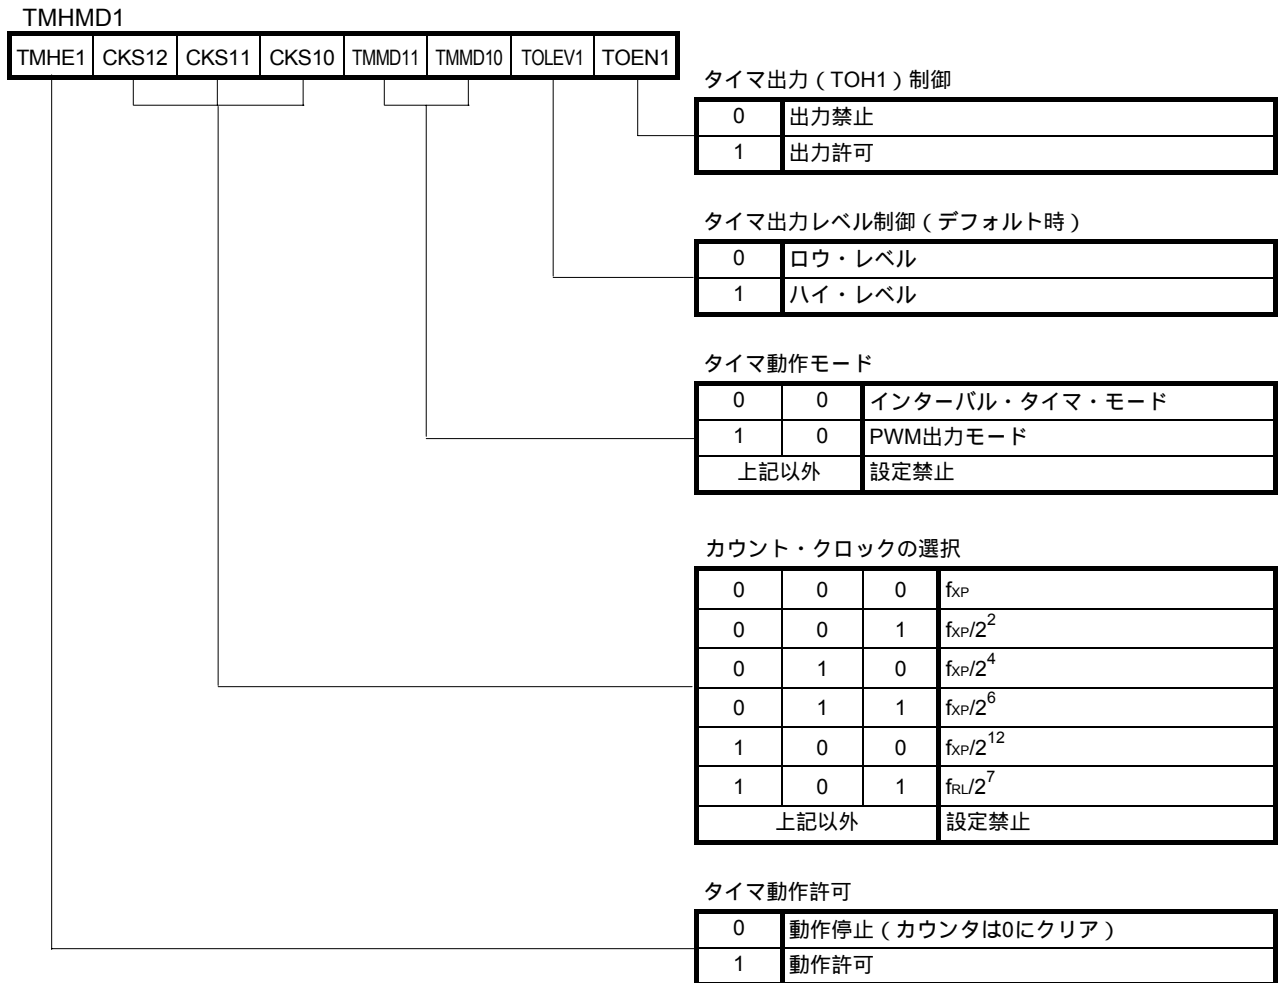 TMHMD1
TMHE1 CKS12 CKS11 CKS10 TMMD11 TMMD10 TOLEV1 TOEN1
タイマ出力（TOH1）制御
0 出力禁止
1 出力許可
タイマ出力レベル制御（デフォルト時）
0 ロウ・レベル
1 ハイ・レベル
タイマ動作モード
0 0 インターバル・タイマ・モード
1 0 PWM出力モード
上記以外 設定禁止
カウント・クロックの選択
0 0 0 fXP
0 0 1 fXP/2^2
0 1 0 fXP/2^4
0 1 1 fXP/2^6
1 0 0 fXP/2^12
1 0 1 fRL/2^7
上記以外 設定禁止
タイマ動作許可
0 動作停止（カウンタは0にクリア）
1 動作許可